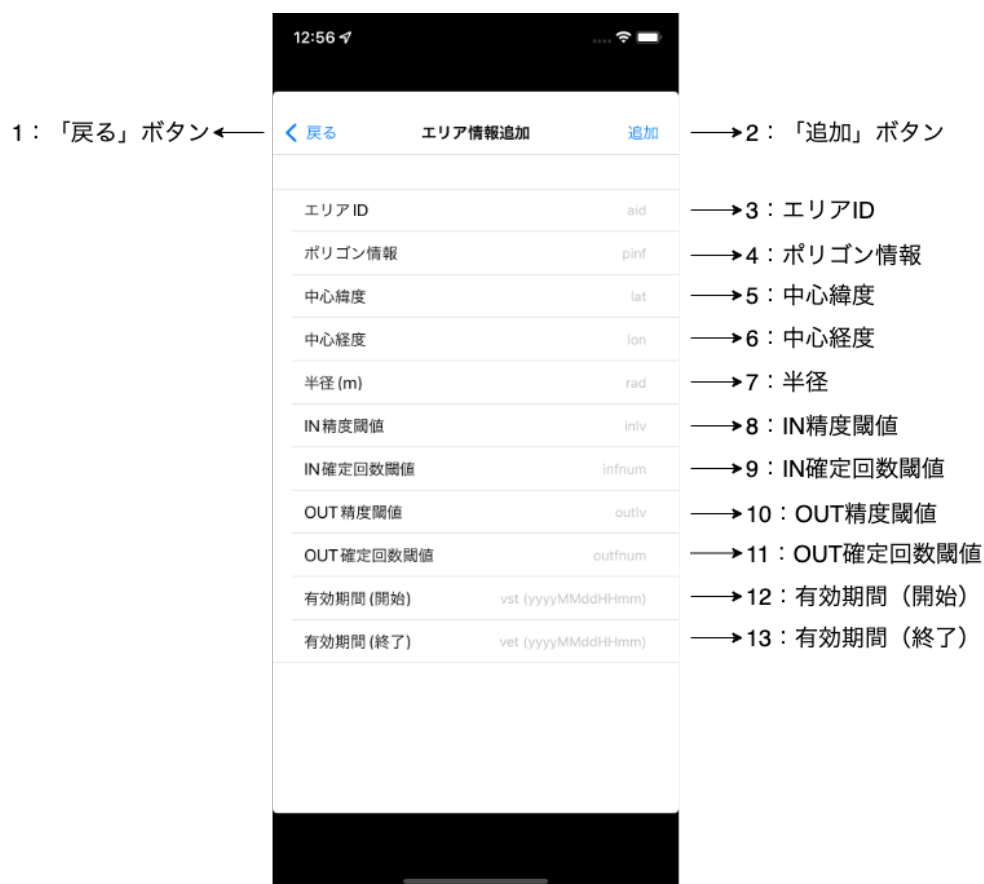 12:56
1：「戻る」ボタン
戻る
エリア情報追加
追加
2：「追加」ボタン
エリアID
aid
3：エリアID
ポリゴン情報
pinf
4：ポリゴン情報
中心緯度
lat
5：中心緯度
中心経度
lon
6：中心経度
半径 (m)
rad
7：半径
IN精度閾値
inlv
8：IN精度閾値
IN確定回数閾値
infnum
9：IN確定回数閾値
OUT精度閾値
outlv
10：OUT精度閾値
OUT確定回数閾値
outfnum
11：OUT確定回数閾値
有効期間 (開始)
vst (yyyyMMddHHmm)
12：有効期間（開始）
有効期間 (終了)
vet (yyyyMMddHHmm)
13：有効期間（終了）